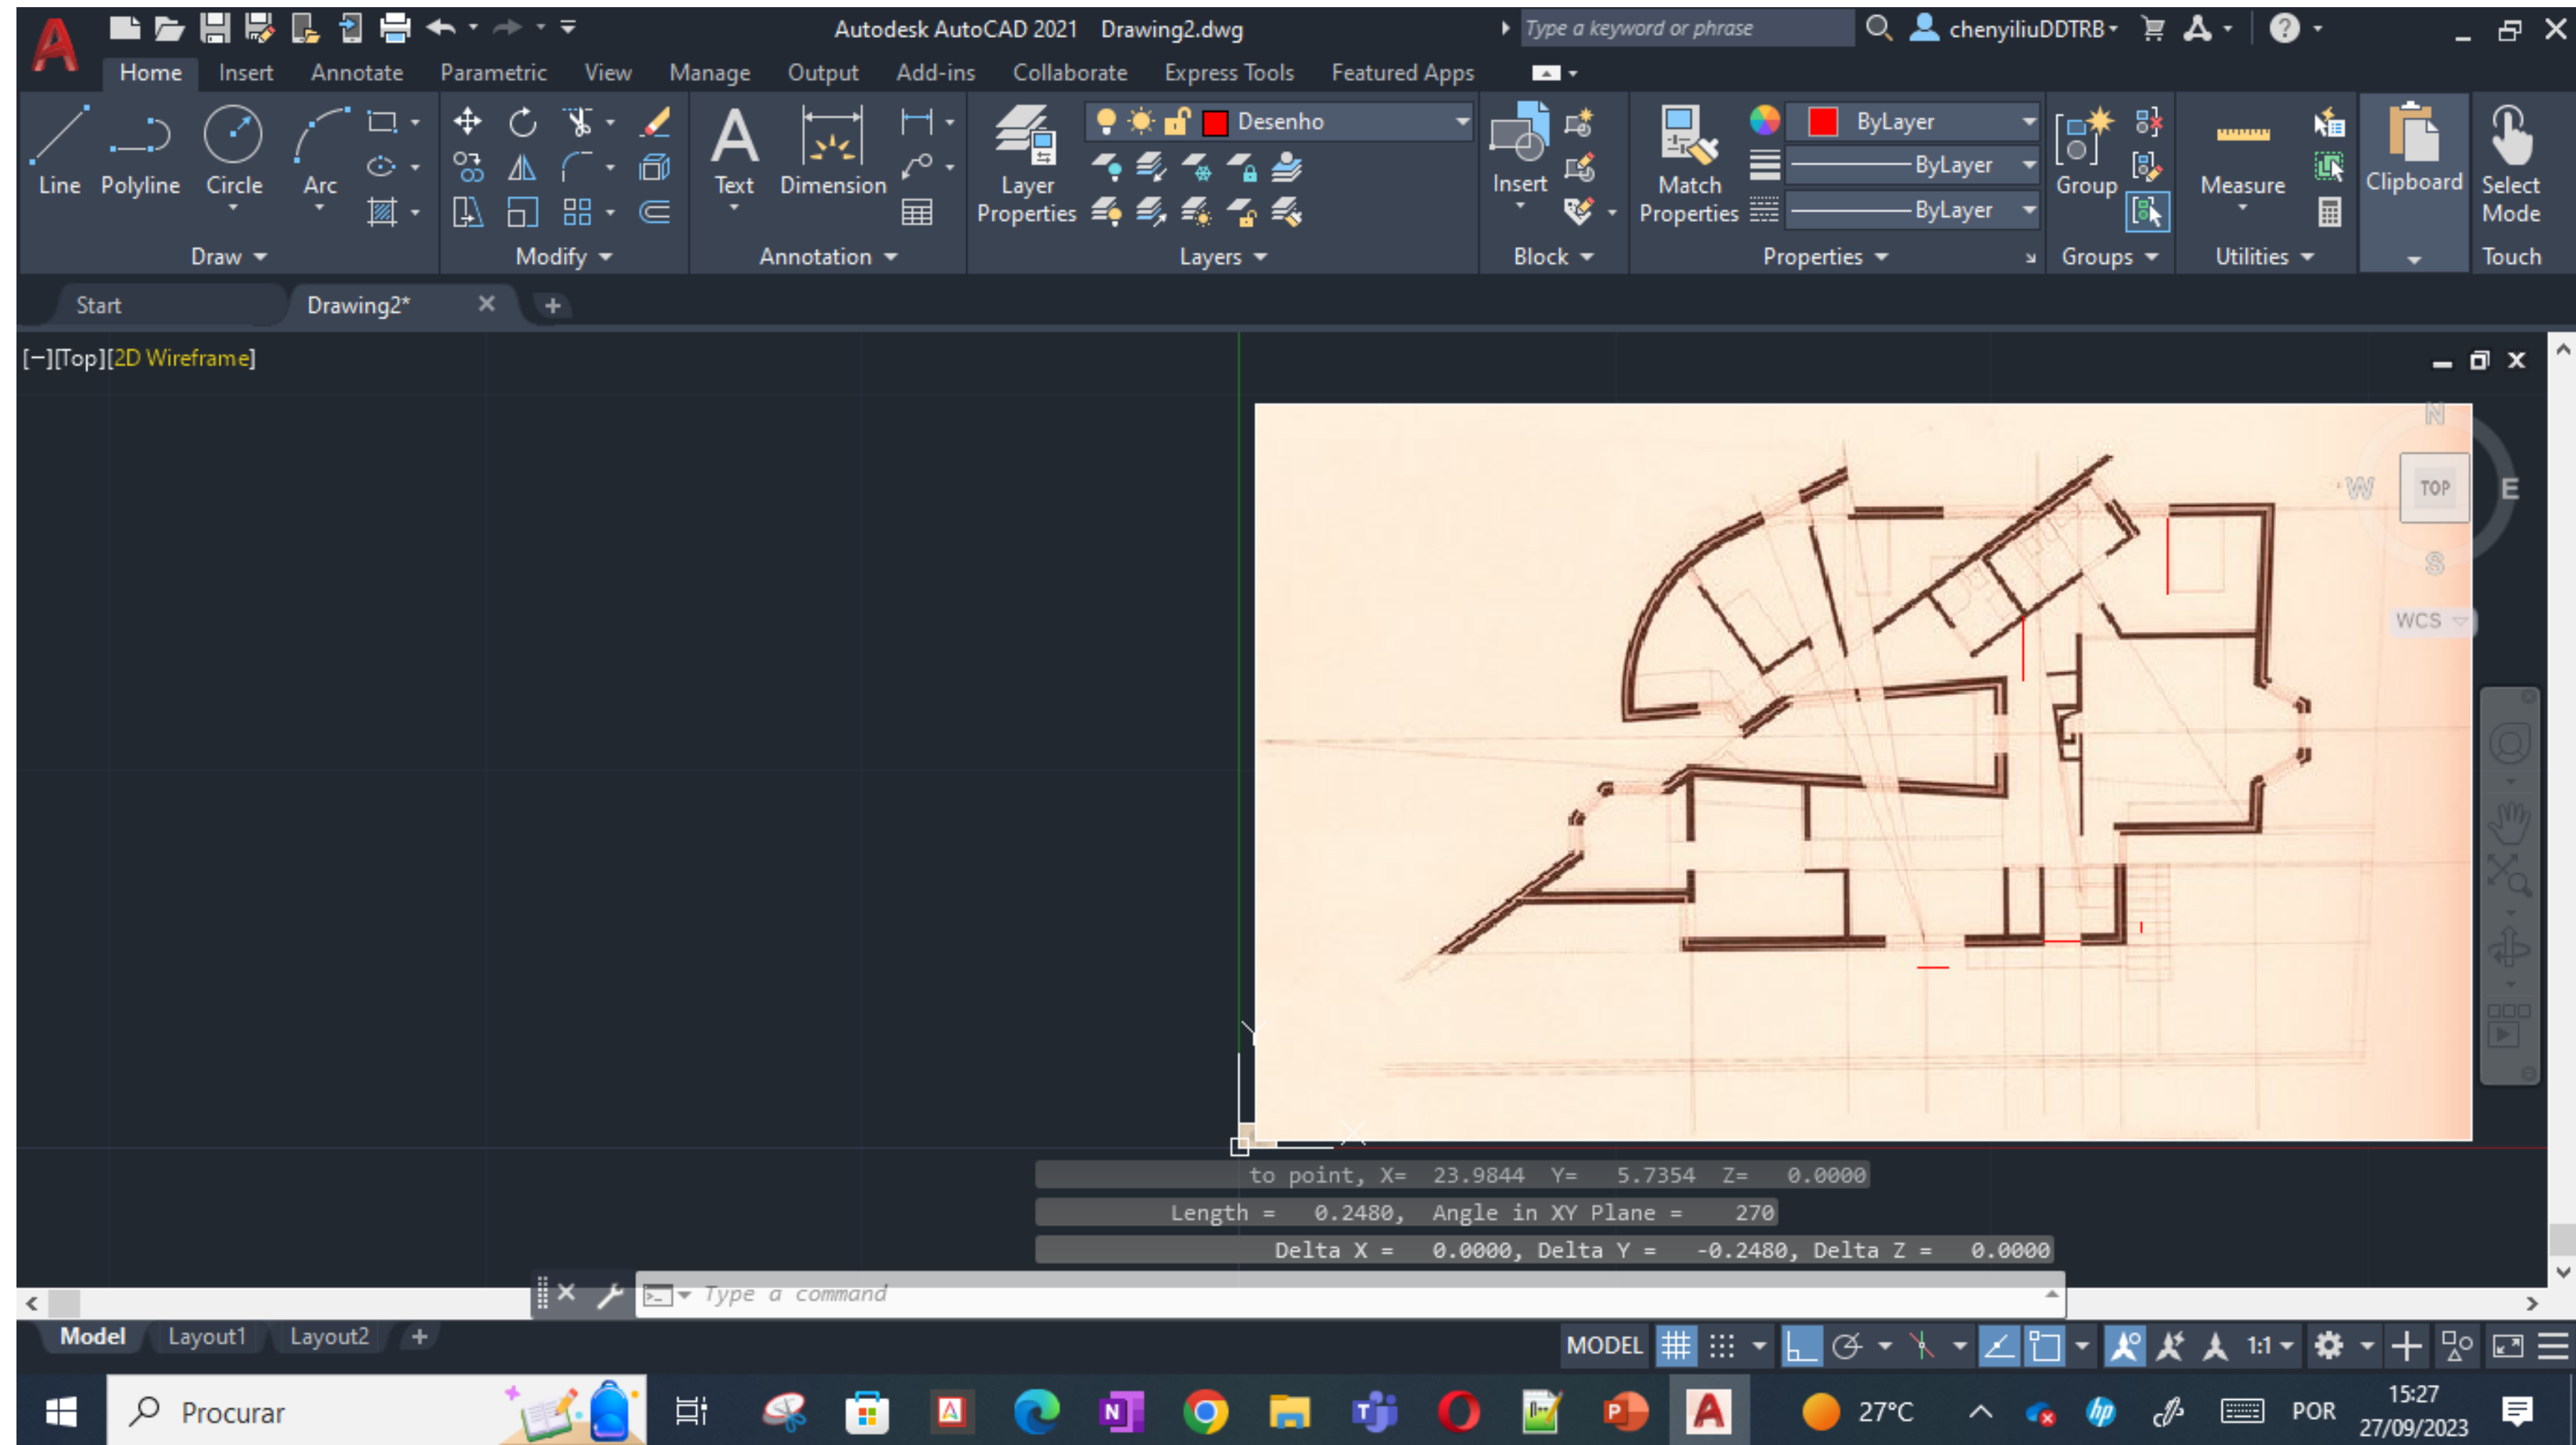 Autodesk AutoCAD 2021 Drawing2.dwg
Type a keyword or phrase
chenyiliuDDTRB
Home Insert Annotate Parametric View Manage Output Add-ins Collaborate Express Tools Featured Apps
Line Polyline Circle Arc
Text Dimension
Layer Properties
Desenho
Insert
Match Properties
ByLayer
ByLayer
ByLayer
Group
Measure
Clipboard
Select Mode
Draw Modify Annotation Layers Block Properties Groups Utilities Touch
Start Drawing2*
[−][Top][2D Wireframe]
N
W TOP E
S
WCS
Y
X
to point, X= 23.9844 Y= 5.7354 Z= 0.0000
Length = 0.2480, Angle in XY Plane = 270
Delta X = 0.0000, Delta Y = -0.2480, Delta Z = 0.0000
Type a command
Model Layout1 Layout2 +
MODEL 1:1
Procurar
27°C POR 15:27
27/09/2023